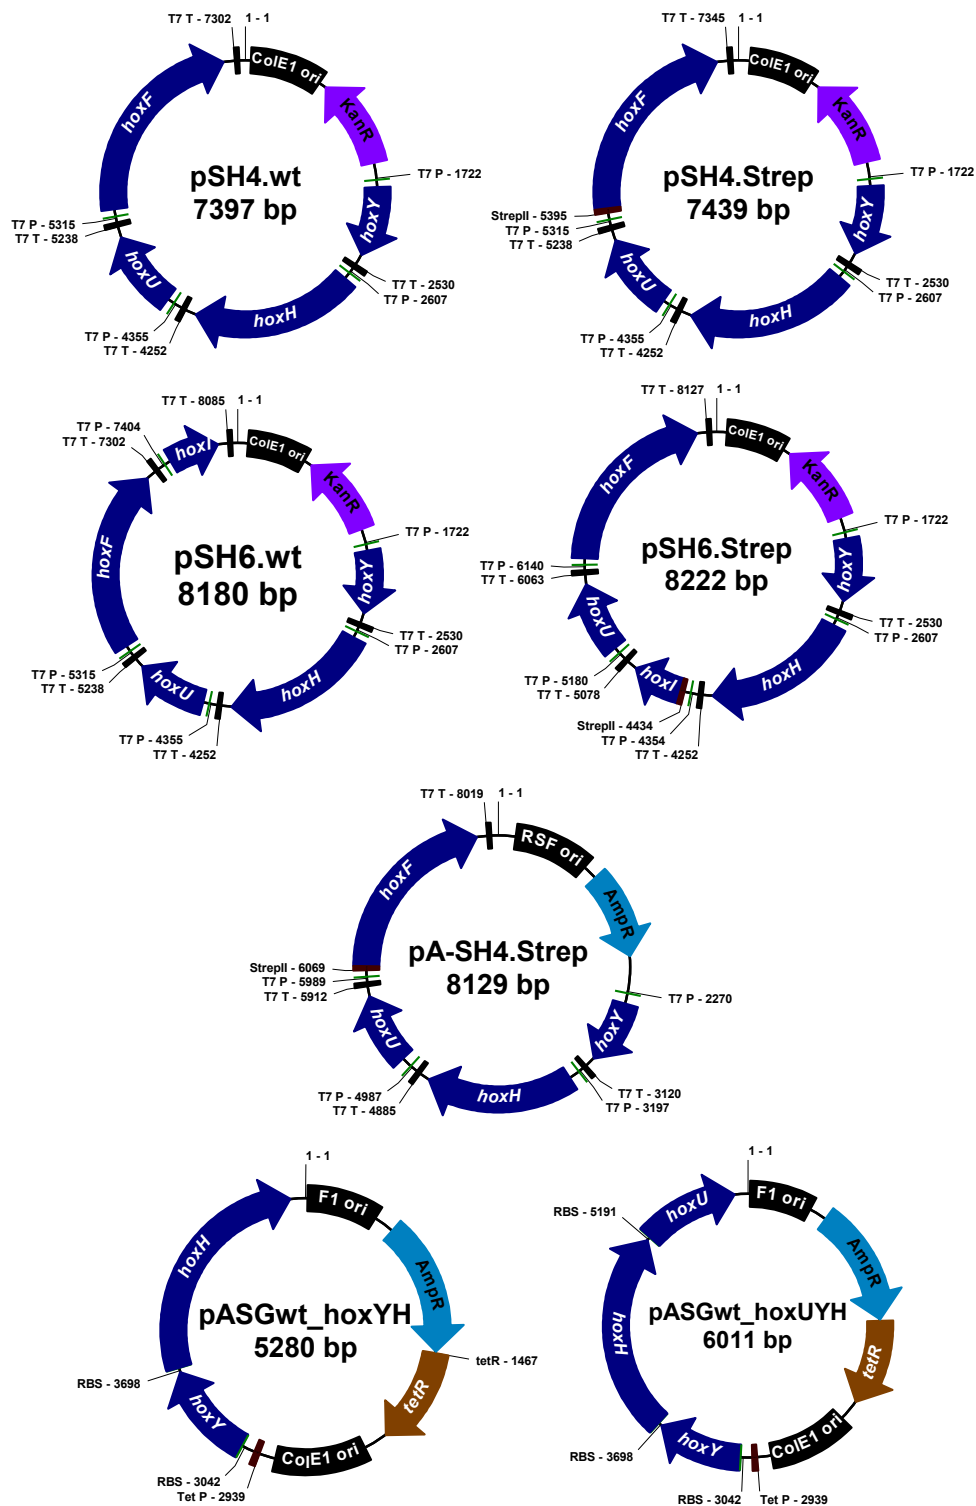 T7 T - 7302
1 - 1
ColE1 ori
KanR
hoxF
pSH4.wt
7397 bp
T7 P - 1722
hoxY
T7 P - 5315
T7 T - 5238
hoxU
T7 T - 2530
T7 P - 2607
hoxH
T7 P - 4355
T7 T - 4252
T7 T - 7345
1 - 1
ColE1 ori
KanR
hoxF
pSH4.Strep
7439 bp
T7 P - 1722
hoxY
StrepII - 5395
T7 P - 5315
T7 T - 5238
hoxU
T7 T - 2530
T7 P - 2607
hoxH
T7 P - 4355
T7 T - 4252
T7 T - 8085
1 - 1
T7 P - 7404
T7 T - 7302
hoxI
ColE1 ori
KanR
hoxF
T7 P - 1722
pSH6.wt
8180 bp
hoxY
T7 T - 2530
T7 P - 2607
T7 P - 5315
T7 T - 5238
hoxU
hoxH
T7 P - 4355
T7 T - 4252
T7 T - 8127
1 - 1
ColE1 ori
hoxF
KanR
T7 P - 1722
pSH6.Strep
8222 bp
T7 P - 6140
T7 T - 6063
hoxY
hoxU
T7 T - 2530
T7 P - 2607
T7 P - 5180
T7 T - 5078
hoxI
hoxH
StrepII - 4434
T7 P - 4354
T7 T - 4252
T7 T - 8019
1 - 1
RSF ori
hoxF
AmpR
pA-SH4.Strep
8129 bp
StrepII - 6069
T7 P - 5989
T7 T - 5912
T7 P - 2270
hoxY
hoxU
T7 P - 4987
T7 T - 4885
hoxH
T7 T - 3120
T7 P - 3197
1 - 1
F1 ori
hoxH
AmpR
pASGwt_hoxYH
5280 bp
tetR - 1467
RBS - 3698
tetR
hoxY
ColE1 ori
RBS - 3042
Tet P - 2939
1 - 1
F1 ori
hoxU
RBS - 5191
AmpR
pASGwt_hoxUYH
6011 bp
hoxH
tetR
RBS - 3698
hoxY
ColE1 ori
RBS - 3042
Tet P - 2939